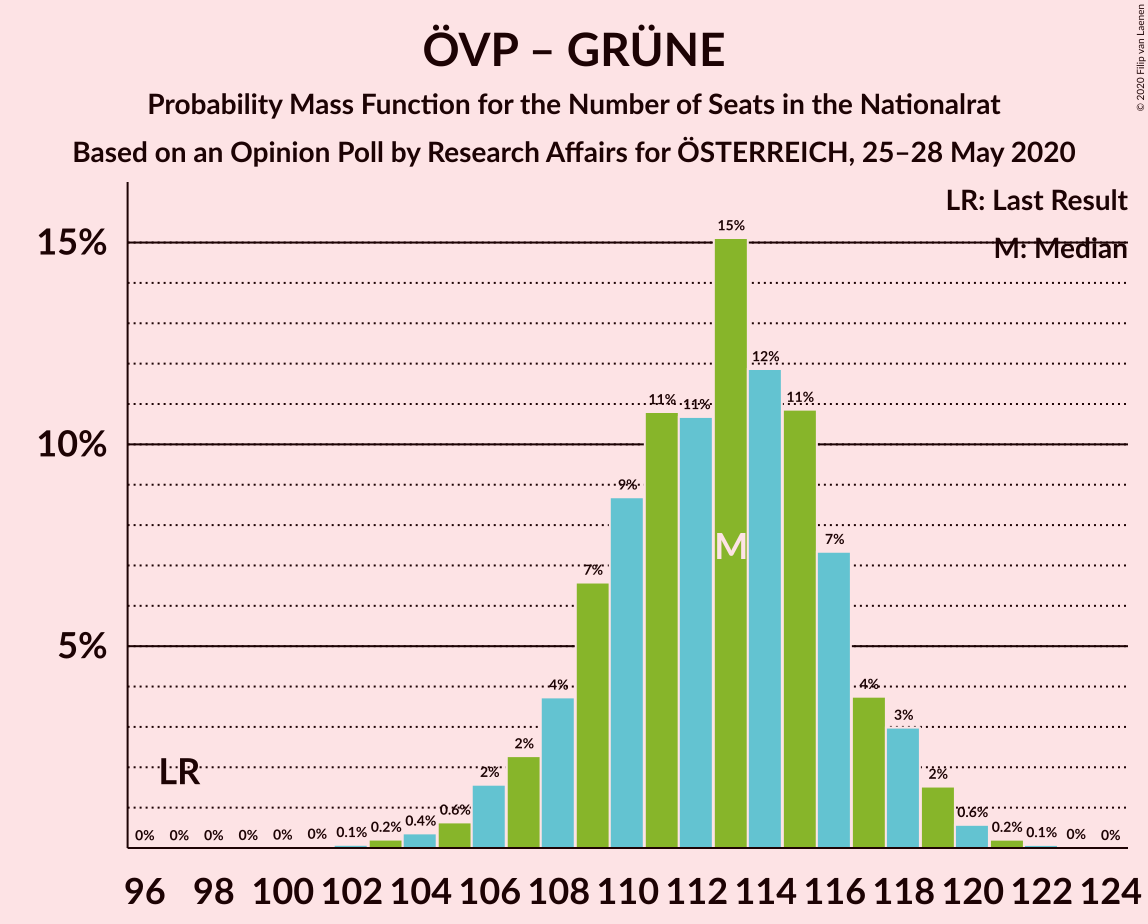 ÖVP – GRÜNE
Probability Mass Function for the Number of Seats in the Nationalrat
Based on an Opinion Poll by Research Affairs for ÖSTERREICH, 25–28 May 2020
© 2020 Filip van Laenen
LR: Last Result
M: Median
15%
10%
5%
LR
M
0% 0% 0% 0% 0% 0% 0.1% 0.2% 0.4% 0.6% 2% 2% 4% 7% 9% 11% 11% 15% 12% 11% 7% 4% 3% 2% 0.6% 0.2% 0.1% 0% 0%
96 98 100 102 104 106 108 110 112 114 116 118 120 122 124